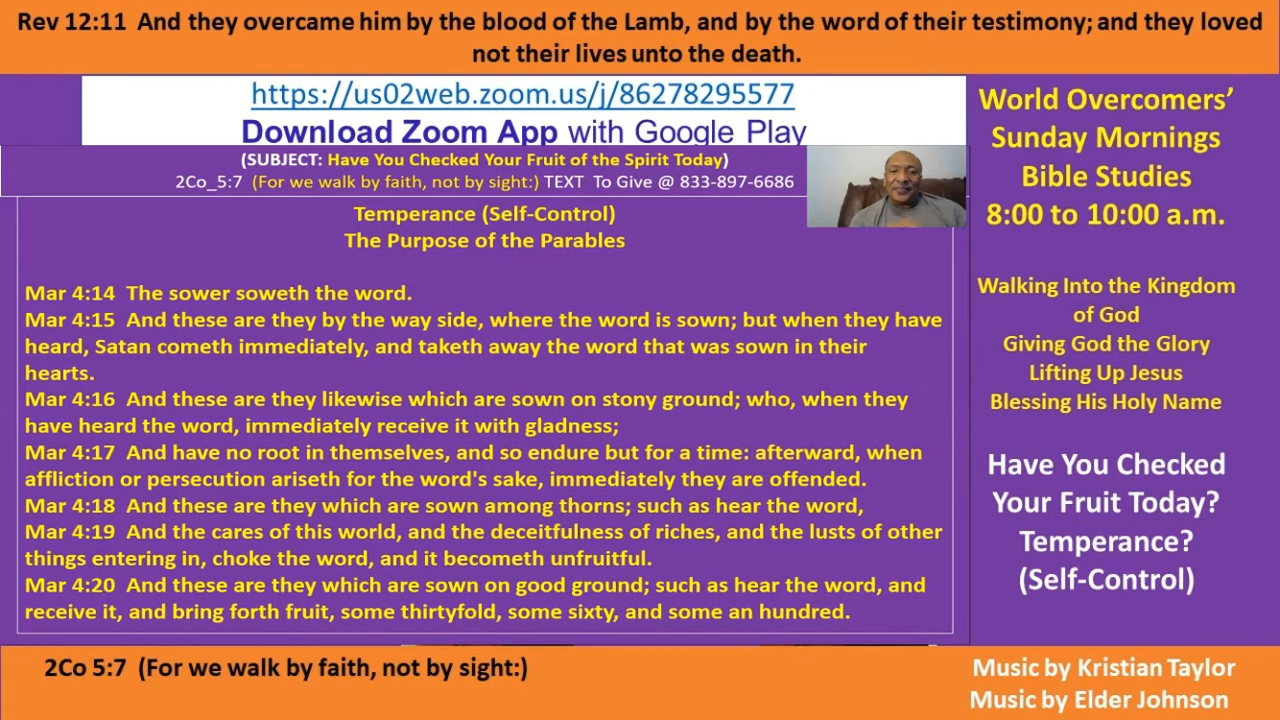 Rev 12:11 And they overcame him by the blood of the Lamb, and by the word of their testimony; and they loved
not their lives unto the death.
https://us02web.zoom.us/j/86278295577
Download Zoom App with Google Play
(SUBJECT: Have You Checked Your Fruit of the Spirit Today)
2Co_5:7 (For we walk by faith, not by sight:) TEXT To Give @ 833-897-6686
Temperance (Self-Control)
The Purpose of the Parables
Mar 4:14 The sower soweth the word.
Mar 4:15 And these are they by the way side, where the word is sown; but when they have
heard, Satan cometh immediately, and taketh away the word that was sown in their
hearts.
Mar 4:16 And these are they likewise which are sown on stony ground; who, when they
have heard the word, immediately receive it with gladness;
Mar 4:17 And have no root in themselves, and so endure but for a time: afterward, when
affliction or persecution ariseth for the word's sake, immediately they are offended.
Mar 4:18 And these are they which are sown among thorns; such as hear the word,
Mar 4:19 And the cares of this world, and the deceitfulness of riches, and the lusts of other
things entering in, choke the word, and it becometh unfruitful.
Mar 4:20 And these are they which are sown on good ground; such as hear the word, and
receive it, and bring forth fruit, some thirtyfold, some sixty, and some an hundred.
World Overcomers'
Sunday Mornings
Bible Studies
8:00 to 10:00 a.m.
Walking Into the Kingdom
of God
Giving God the Glory
Lifting Up Jesus
Blessing His Holy Name
Have You Checked
Your Fruit Today?
Temperance?
(Self-Control)
2Co 5:7 (For we walk by faith, not by sight:)
Music by Kristian Taylor
Music by Elder Johnson